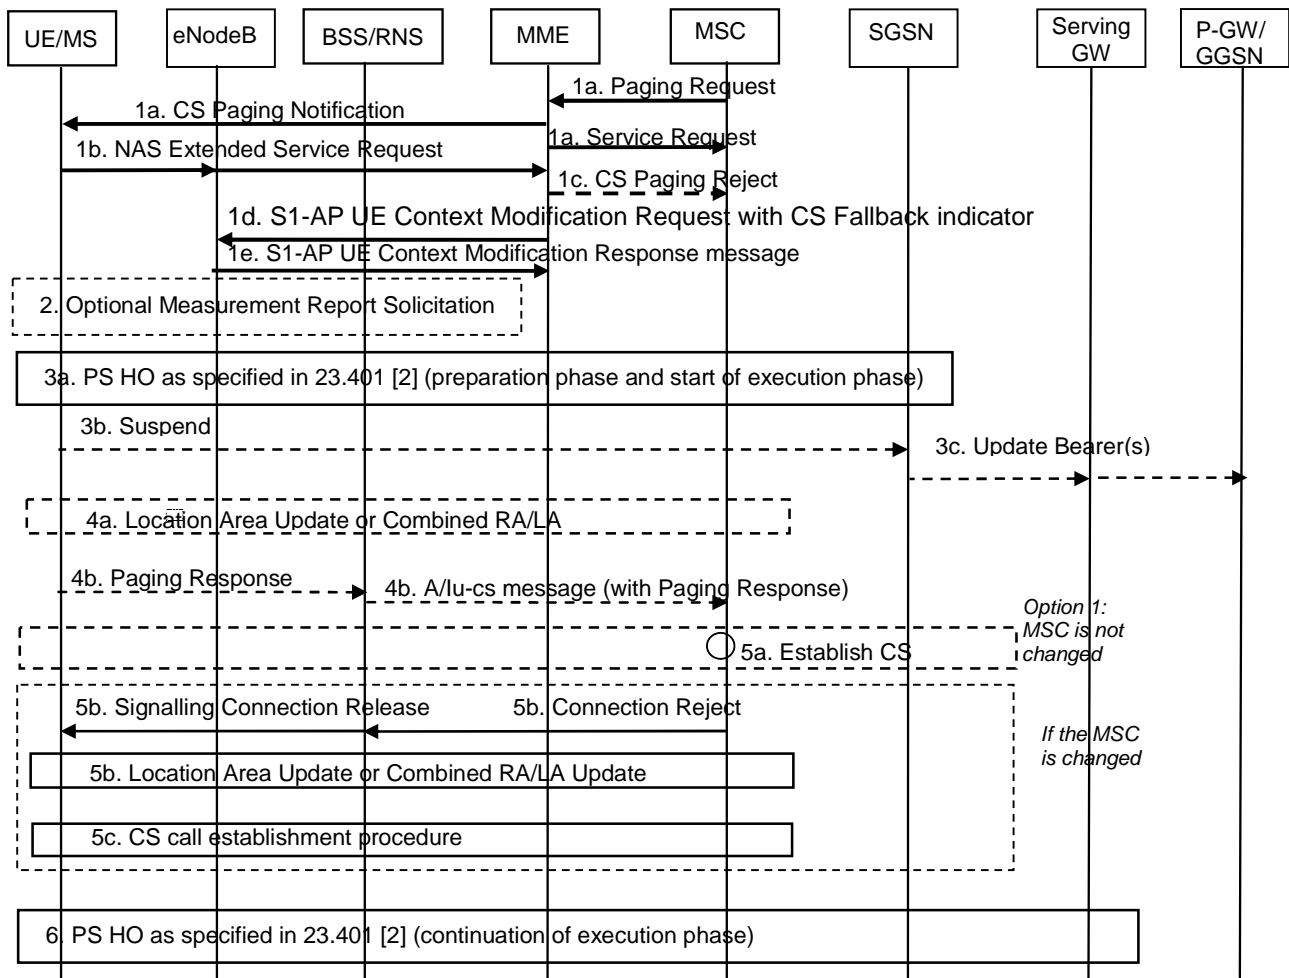 UE/MS
eNodeB
BSS/RNS
MME
MSC
SGSN
Serving
GW
P-GW/
GGSN
1a. Paging Request
1a. CS Paging Notification
1a. Service Request
1b. NAS Extended Service Request
1c. CS Paging Reject
1d. S1-AP UE Context Modification Request with CS Fallback indicator
1e. S1-AP UE Context Modification Response message
2. Optional Measurement Report Solicitation
3a. PS HO as specified in 23.401 [2] (preparation phase and start of execution phase)
3b. Suspend
3c. Update Bearer(s)
4a. Location Area Update or Combined RA/LA
4b. Paging Response
4b. A/Iu-cs message (with Paging Response)
Option 1:
MSC is not
changed
5a. Establish CS
5b. Signalling Connection Release
5b. Connection Reject
If the MSC
is changed
5b. Location Area Update or Combined RA/LA Update
5c. CS call establishment procedure
6. PS HO as specified in 23.401 [2] (continuation of execution phase)